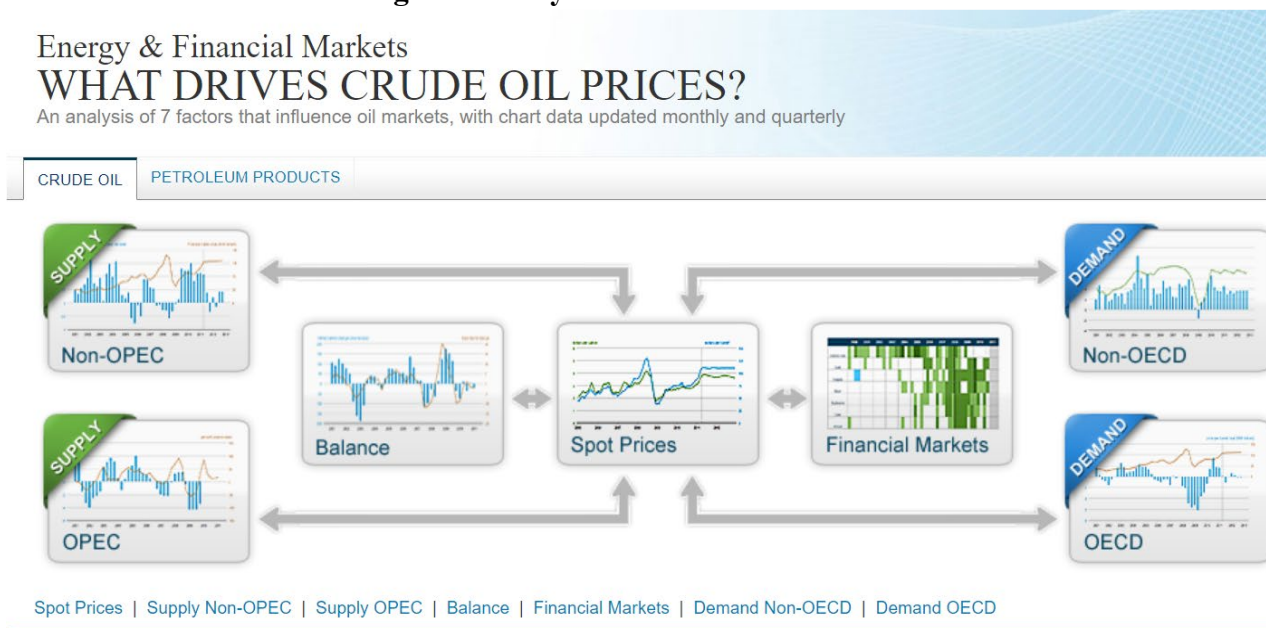 Energy & Financial Markets
WHAT DRIVES CRUDE OIL PRICES?
An analysis of 7 factors that influence oil markets, with chart data updated monthly and quarterly
CRUDE OIL
PETROLEUM PRODUCTS
SUPPLY
Non-OPEC
DEMAND
Non-OECD
Balance
Spot Prices
Financial Markets
SUPPLY
OPEC
DEMAND
OECD
Spot Prices | Supply Non-OPEC | Supply OPEC | Balance | Financial Markets | Demand Non-OECD | Demand OECD